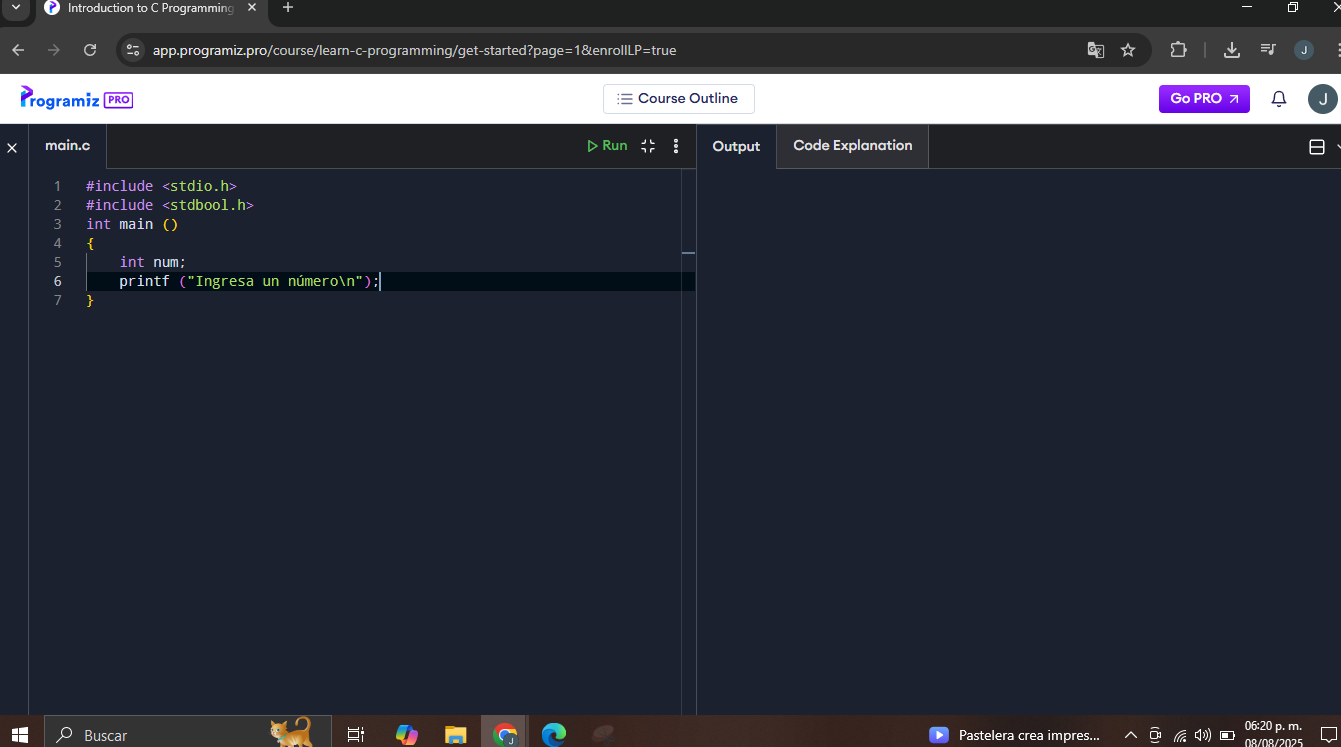 Introduction to C Programming
app.programiz.pro/course/learn-c-programming/get-started?page=1&enrollLP=true
J
Programiz PRO
Course Outline
Go PRO
J
main.c
Run
Output
Code Explanation
1 #include <stdio.h>
2 #include <stdbool.h>
3 int main ()
4 {
5 int num;
6 printf ("Ingresa un número\n");
7 }
Buscar
J
Pastelera crea impres...
06:20 p. m.
08/08/2025